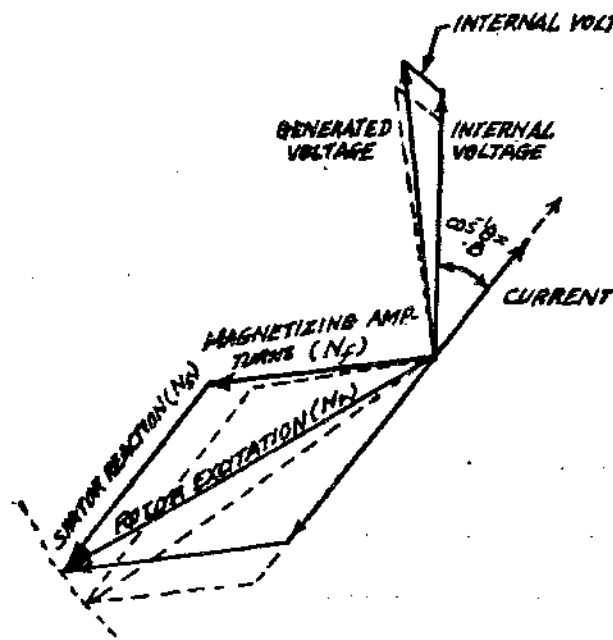 INTERNAL VOLT
GENERATED
VOLTAGE
INTERNAL
VOLTAGE
CURRENT
MAGNETIZING AMP.
TURNS (Nf)
STATOR REACTION (Ns)
ROTOR EXCITATION (Nr)